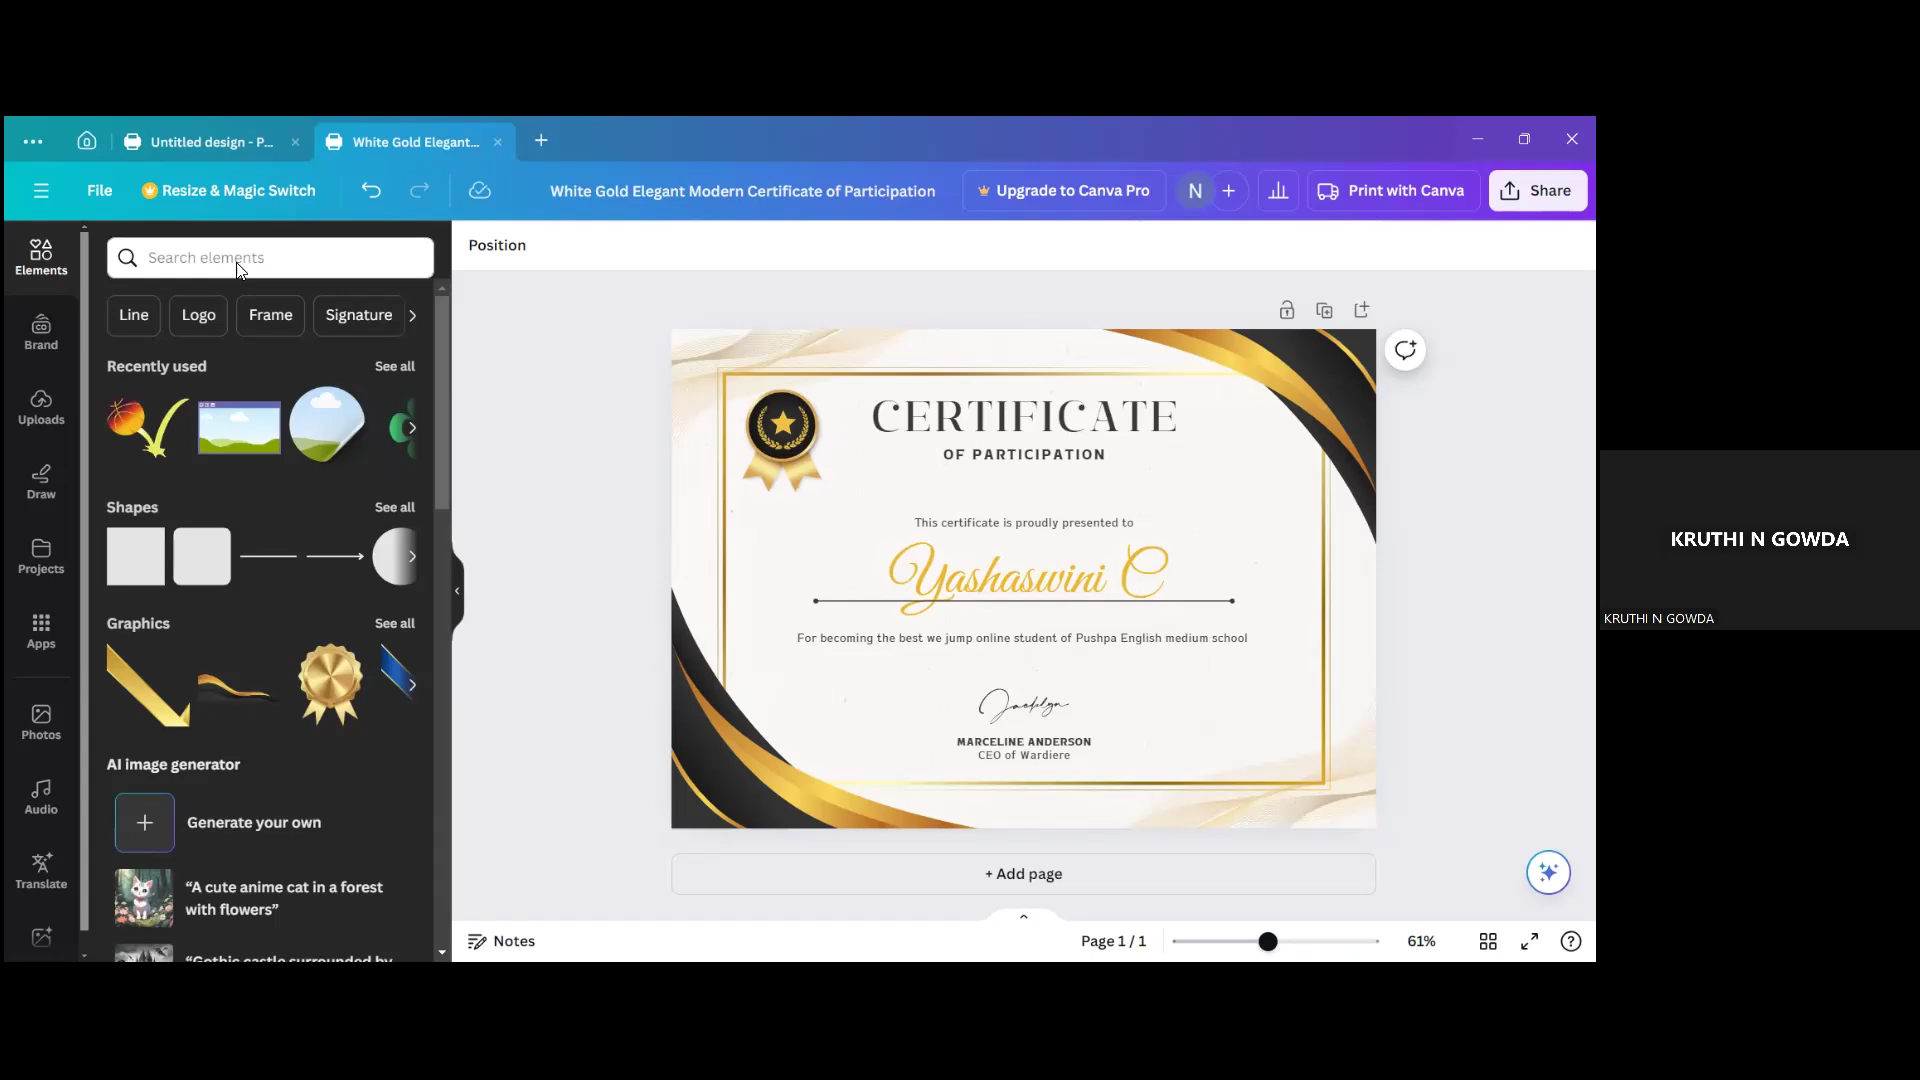 Untitled design - P...
White Gold Elegant...
File
Resize & Magic Switch
White Gold Elegant Modern Certificate of Participation
Upgrade to Canva Pro
N
Print with Canva
Share
Elements
Brand
Uploads
Draw
Projects
Apps
Photos
Audio
Translate
Search elements
Line
Logo
Frame
Signature
Recently used
See all
Shapes
See all
Graphics
See all
AI image generator
Generate your own
“A cute anime cat in a forest
with flowers”
“Gothic castle surrounded by
Position
CERTIFICATE
OF PARTICIPATION
This certificate is proudly presented to
Yashaswini C
For becoming the best we jump online student of Pushpa English medium school
Jacklyn
MARCELINE ANDERSON
CEO of Wardiere
+ Add page
Notes
Page 1 / 1
61%
KRUTHI N GOWDA
KRUTHI N GOWDA